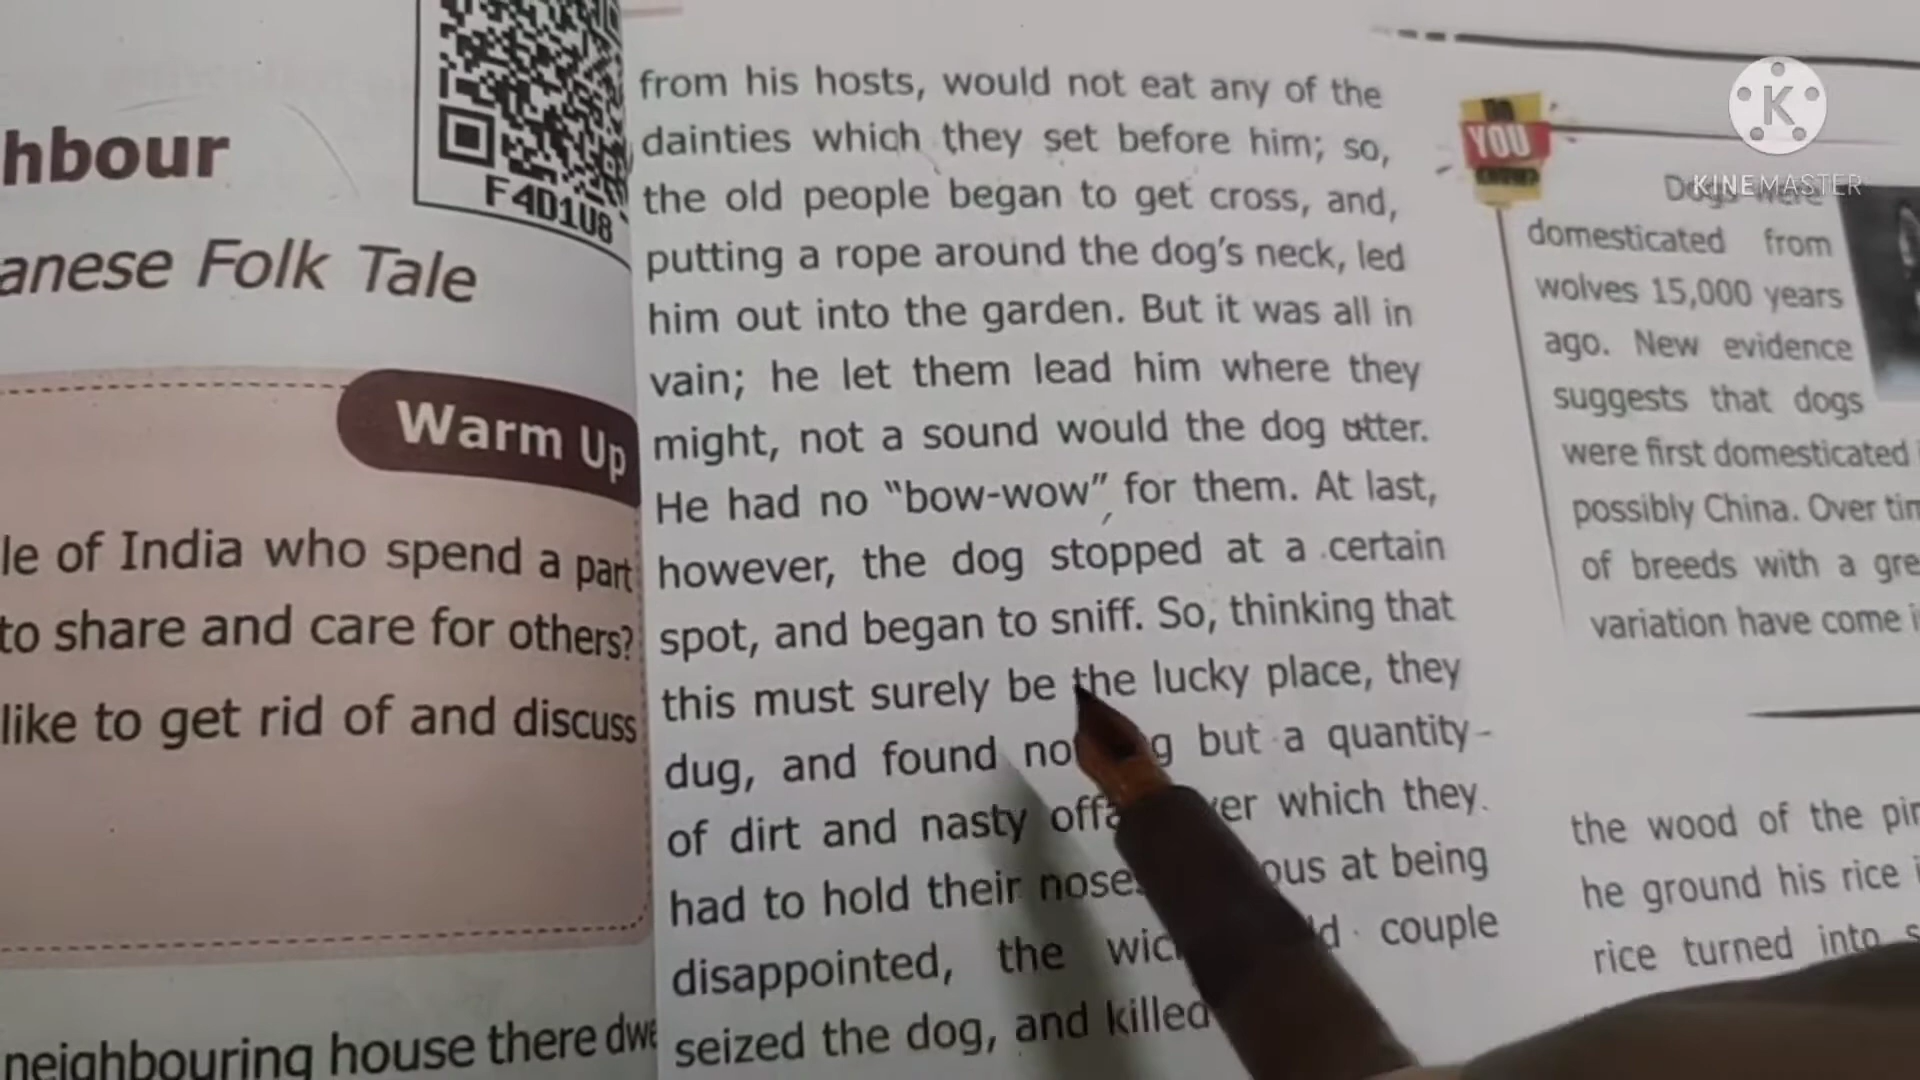 hbour
anese Folk Tale
Warm Up
le of India who spend a part
to share and care for others?
like to get rid of and discuss
neighbouring house there dwe
F4D1U8
from his hosts, would not eat any of the
dainties which they set before him; so,
the old people began to get cross, and,
putting a rope around the dog's neck, led
him out into the garden. But it was all in
vain; he let them lead him where they
might, not a sound would the dog utter.
He had no "bow-wow" for them. At last,
however, the dog stopped at a certain
spot, and began to sniff. So, thinking that
this must surely be the lucky place, they
dug, and found no g but a quantity
of dirt and nasty offa er which they
had to hold their noses ous at being
disappointed, the wic d couple
seized the dog, and killed
YOU
Dogs were
domesticated from
wolves 15,000 years
ago. New evidence
suggests that dogs
were first domesticated
possibly China. Over tim
of breeds with a gre
variation have come i
the wood of the pin
he ground his rice i
rice turned into s
K
KINEMASTER